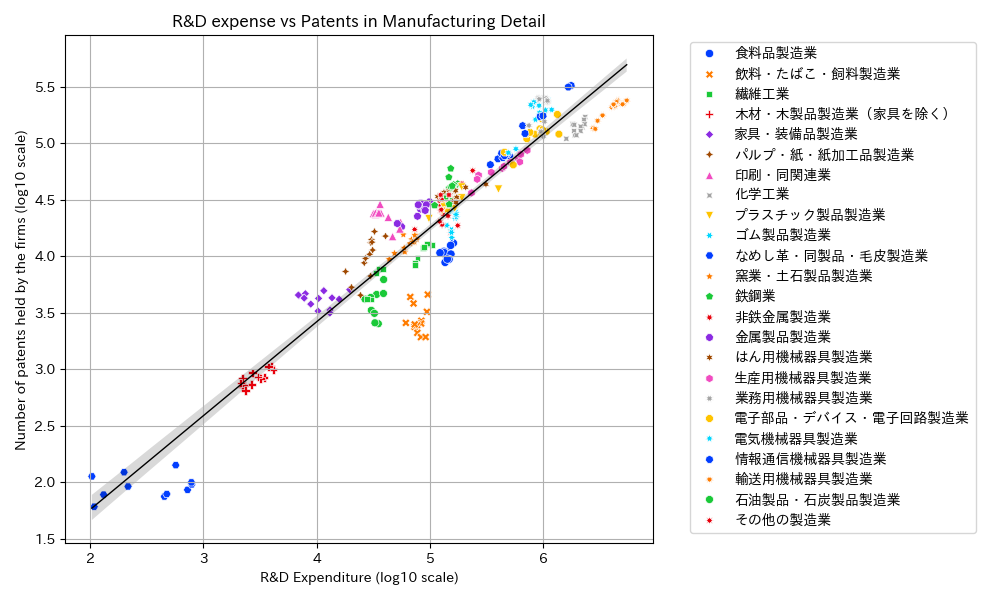 R&D expense vs Patents in Manufacturing Detail
Number of patents held by the firms (log10 scale)
5.5
5.0
4.5
4.0
3.5
3.0
2.5
2.0
1.5
2 3 4 5 6
R&D Expenditure (log10 scale)
食料品製造業
飲料・たばこ・飼料製造業
繊維工業
木材・木製品製造業（家具を除く）
家具・装備品製造業
パルプ・紙・紙加工品製造業
印刷・同関連業
化学工業
プラスチック製品製造業
ゴム製品製造業
なめし革・同製品・毛皮製造業
窯業・土石製品製造業
鉄鋼業
非鉄金属製造業
金属製品製造業
はん用機械器具製造業
生産用機械器具製造業
業務用機械器具製造業
電子部品・デバイス・電子回路製造業
電気機械器具製造業
情報通信機械器具製造業
輸送用機械器具製造業
石油製品・石炭製品製造業
その他の製造業